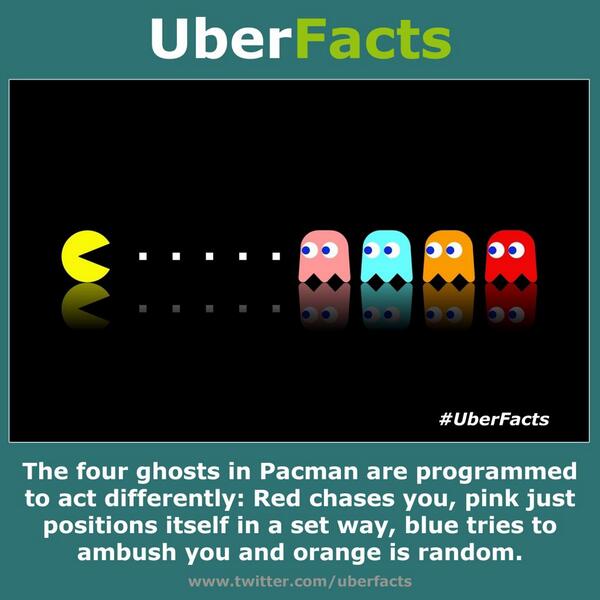 UberFacts
#UberFacts
The four ghosts in Pacman are programmed
to act differently: Red chases you, pink just
positions itself in a set way, blue tries to
ambush you and orange is random.
www.twitter.com/uberfacts